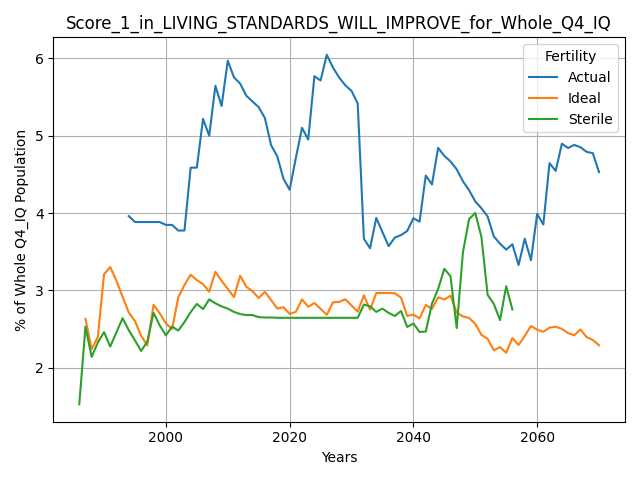 Score_1_in_LIVING_STANDARDS_WILL_IMPROVE_for_Whole_Q4_IQ
Fertility
Actual
Ideal
Sterile
% of Whole Q4_IQ Population
6
5
4
3
2
2000 2020 2040 2060
Years